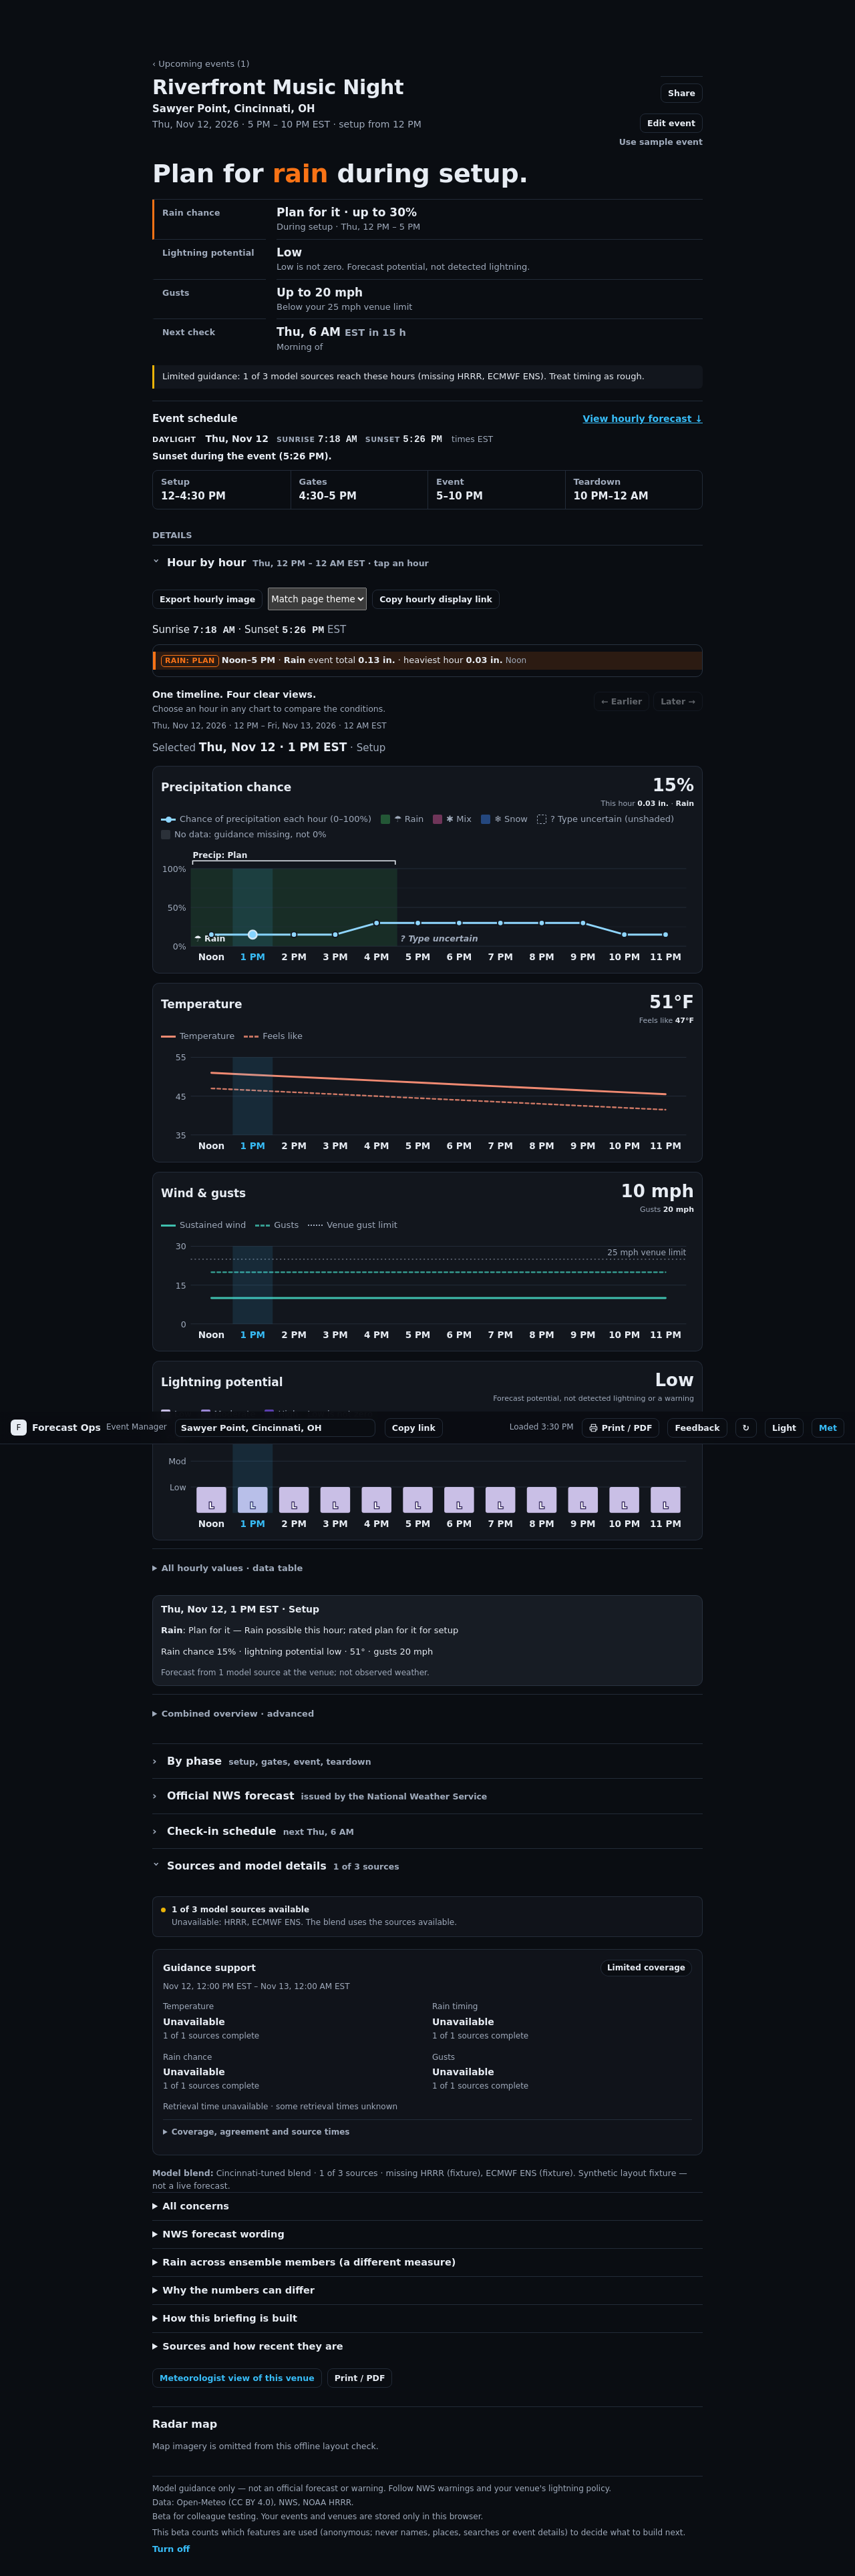 ‹ Upcoming events (1)
Riverfront Music Night
Sawyer Point, Cincinnati, OH
Thu, Nov 12, 2026 · 5 PM – 10 PM EST · setup from 12 PM
Share
Edit event
Use sample event
Plan for rain during setup.
Rain chance
Plan for it · up to 30%
During setup · Thu, 12 PM – 5 PM
Lightning potential
Low
Low is not zero. Forecast potential, not detected lightning.
Gusts
Up to 20 mph
Below your 25 mph venue limit
Next check
Thu, 6 AM EST in 15 h
Morning of
Limited guidance: 1 of 3 model sources reach these hours (missing HRRR, ECMWF ENS). Treat timing as rough.
Event schedule
View hourly forecast ↓
DAYLIGHT Thu, Nov 12 SUNRISE 7:18 AM SUNSET 5:26 PM times EST
Sunset during the event (5:26 PM).
Setup
12–4:30 PM
Gates
4:30–5 PM
Event
5–10 PM
Teardown
10 PM–12 AM
DETAILS
Hour by hour Thu, 12 PM – 12 AM EST · tap an hour
Export hourly image
Match page theme
Copy hourly display link
Sunrise 7:18 AM · Sunset 5:26 PM EST
RAIN: PLAN Noon–5 PM · Rain event total 0.13 in. · heaviest hour 0.03 in. Noon
One timeline. Four clear views.
Choose an hour in any chart to compare the conditions.
← Earlier
Later →
Thu, Nov 12, 2026 · 12 PM – Fri, Nov 13, 2026 · 12 AM EST
Selected Thu, Nov 12 · 1 PM EST · Setup
Precipitation chance
15%
This hour 0.03 in. · Rain
Chance of precipitation each hour (0–100%) ☂ Rain ✱ Mix ❄ Snow ? Type uncertain (unshaded)
No data: guidance missing, not 0%
Precip: Plan
100%
50%
0%
☂ Rain
? Type uncertain
Noon 1 PM 2 PM 3 PM 4 PM 5 PM 6 PM 7 PM 8 PM 9 PM 10 PM 11 PM
Temperature
51°F
Feels like 47°F
Temperature Feels like
55
45
35
Noon 1 PM 2 PM 3 PM 4 PM 5 PM 6 PM 7 PM 8 PM 9 PM 10 PM 11 PM
Wind & gusts
10 mph
Gusts 20 mph
Sustained wind Gusts Venue gust limit
30
25 mph venue limit
15
0
Noon 1 PM 2 PM 3 PM 4 PM 5 PM 6 PM 7 PM 8 PM 9 PM 10 PM 11 PM
Lightning potential
Low
Forecast potential, not detected lightning or a warning
F Forecast Ops Event Manager Sawyer Point, Cincinnati, OH Copy link Loaded 3:30 PM Print / PDF Feedback ↻ Light Met
Mod
Low
L L L L L L L L L L L L
Noon 1 PM 2 PM 3 PM 4 PM 5 PM 6 PM 7 PM 8 PM 9 PM 10 PM 11 PM
All hourly values · data table
Thu, Nov 12, 1 PM EST · Setup
Rain: Plan for it — Rain possible this hour; rated plan for it for setup
Rain chance 15% · lightning potential low · 51° · gusts 20 mph
Forecast from 1 model source at the venue; not observed weather.
Combined overview · advanced
› By phase setup, gates, event, teardown
› Official NWS forecast issued by the National Weather Service
› Check-in schedule next Thu, 6 AM
Sources and model details 1 of 3 sources
1 of 3 model sources available
Unavailable: HRRR, ECMWF ENS. The blend uses the sources available.
Guidance support
Limited coverage
Nov 12, 12:00 PM EST – Nov 13, 12:00 AM EST
Temperature
Unavailable
1 of 1 sources complete
Rain timing
Unavailable
1 of 1 sources complete
Rain chance
Unavailable
1 of 1 sources complete
Gusts
Unavailable
1 of 1 sources complete
Retrieval time unavailable · some retrieval times unknown
Coverage, agreement and source times
Model blend: Cincinnati-tuned blend · 1 of 3 sources · missing HRRR (fixture), ECMWF ENS (fixture). Synthetic layout fixture —
not a live forecast.
All concerns
NWS forecast wording
Rain across ensemble members (a different measure)
Why the numbers can differ
How this briefing is built
Sources and how recent they are
Meteorologist view of this venue
Print / PDF
Radar map
Map imagery is omitted from this offline layout check.
Model guidance only — not an official forecast or warning. Follow NWS warnings and your venue's lightning policy.
Data: Open-Meteo (CC BY 4.0), NWS, NOAA HRRR.
Beta for colleague testing. Your events and venues are stored only in this browser.
This beta counts which features are used (anonymous; never names, places, searches or event details) to decide what to build next.
Turn off